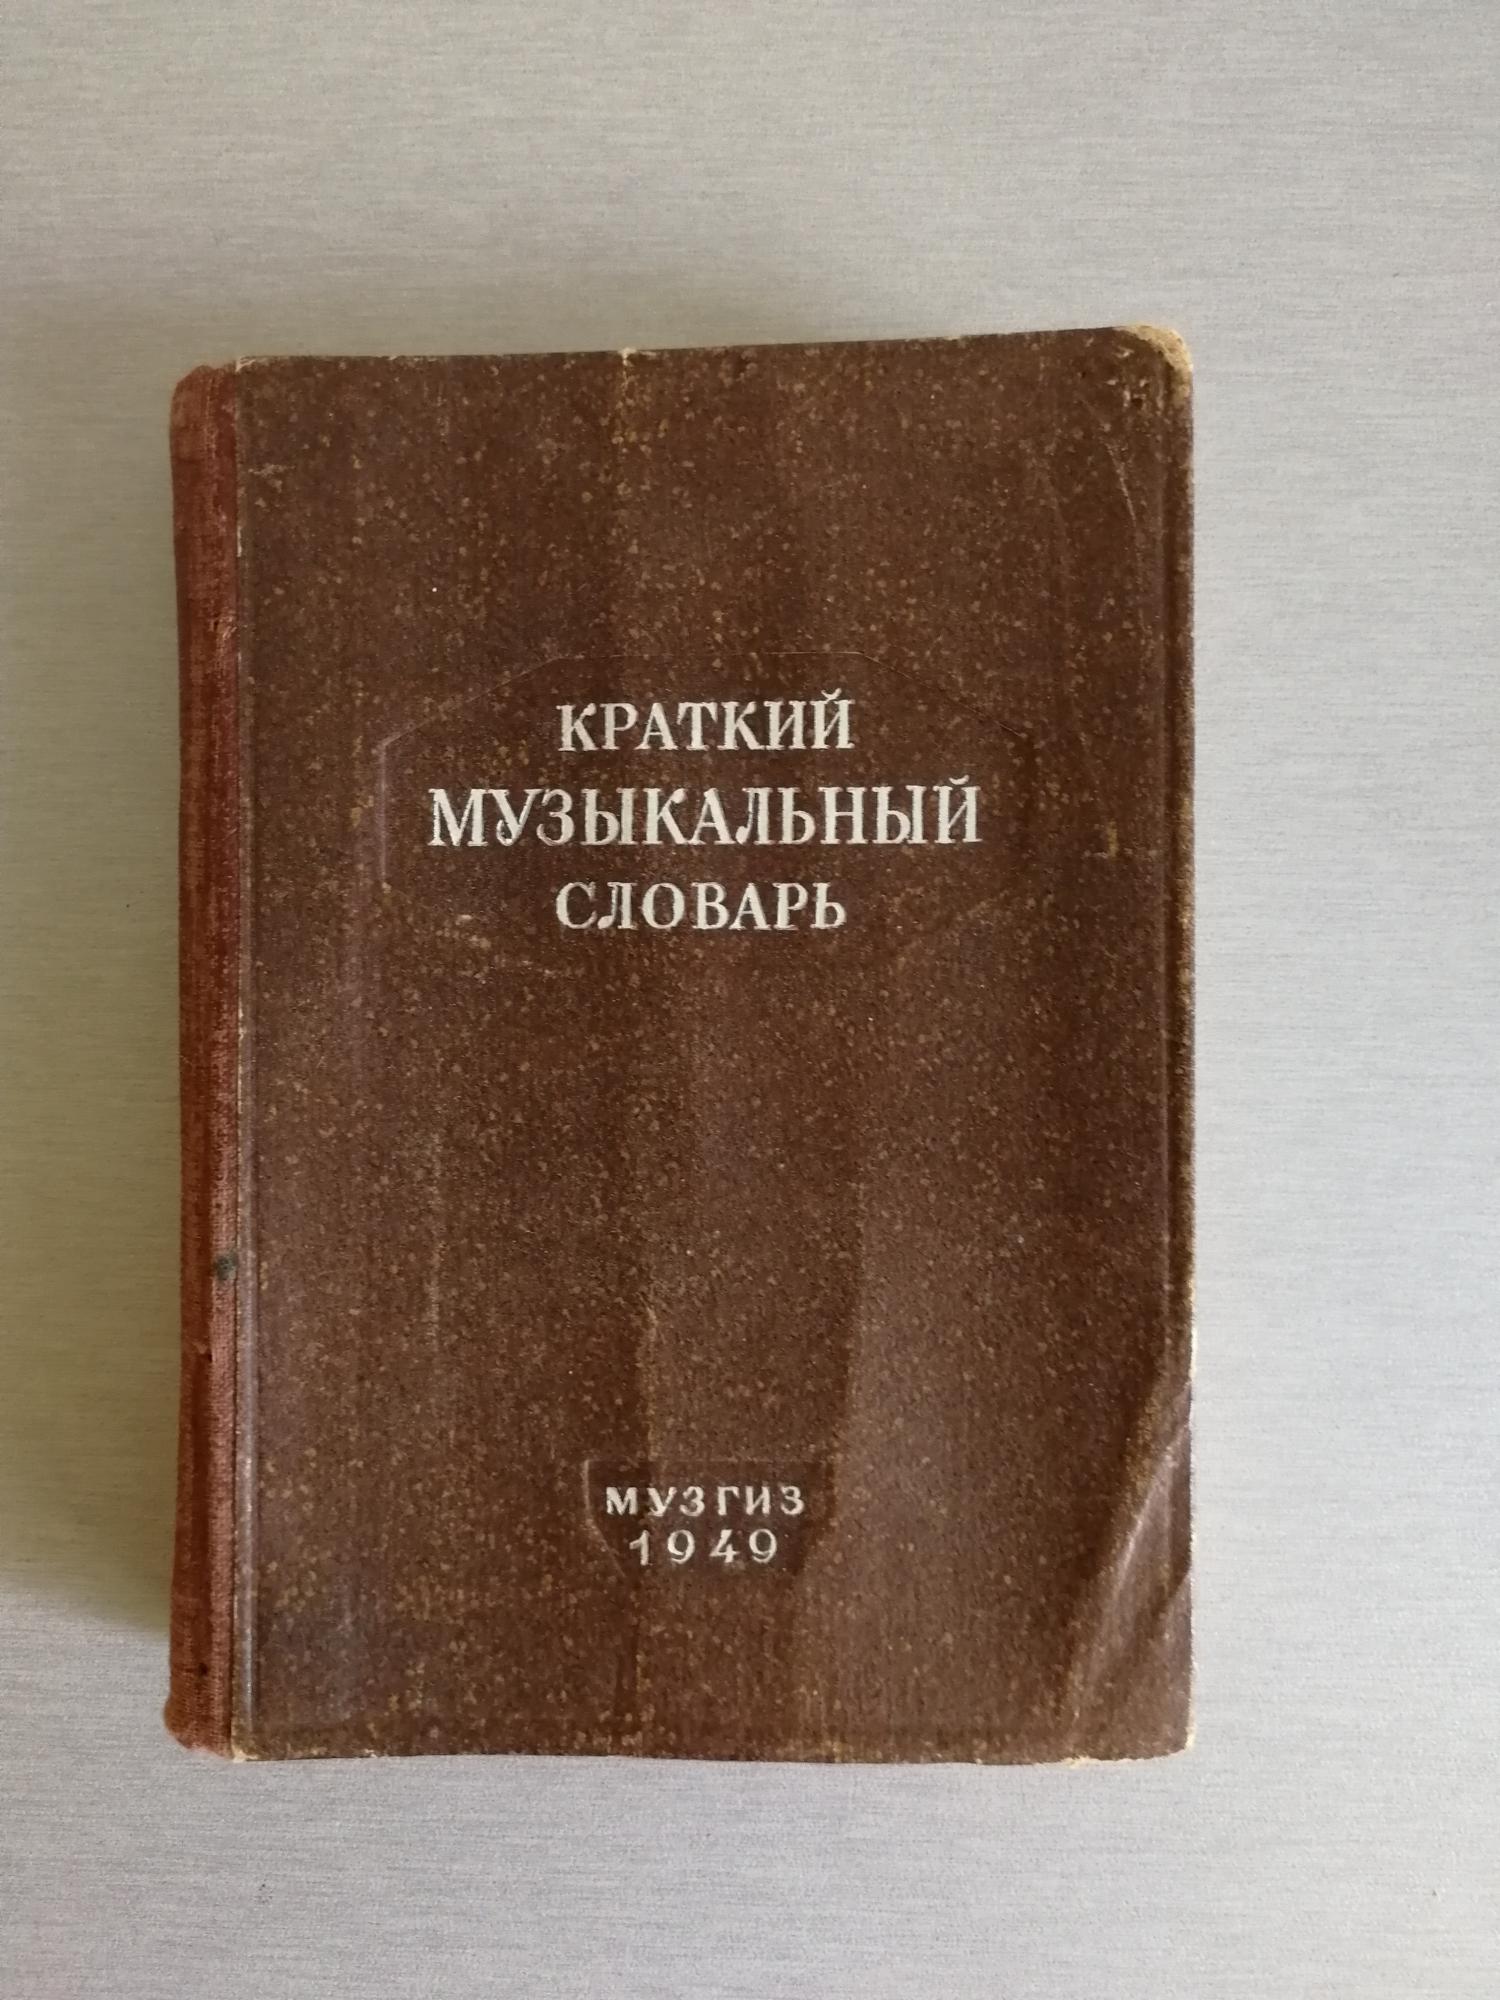 КРАТКИЙ
МУЗЫКАЛЬНЫЙ
СЛОВАРЬ
МУЗГИЗ
1949